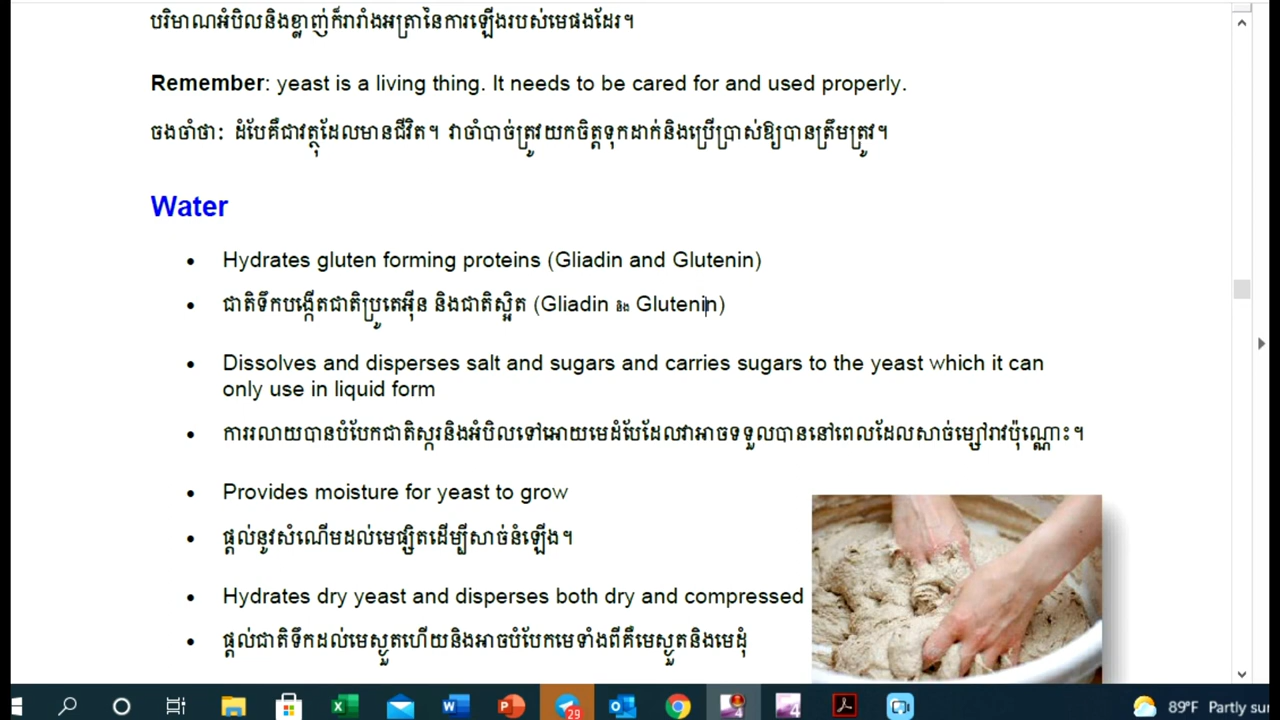 បរិមាណអំបិលនិងខ្លាញ់ក៏រារាំងអត្រានៃការឡើងរបស់មេផងដែរ។
Remember: yeast is a living thing. It needs to be cared for and used properly.
ចងចាំថា: ដំបែគឺជាវត្ថុដែលមានជីវិត។ វាចាំបាច់ត្រូវយកចិត្តទុកដាក់និងប្រើប្រាស់ឱ្យបានត្រឹមត្រូវ។
Water
• Hydrates gluten forming proteins (Gliadin and Glutenin)
• ជាតិទឹកបង្កើតជាតិប្រូតេអ៊ីន និងជាតិស្អិត (Gliadin និង Glutenin)
• Dissolves and disperses salt and sugars and carries sugars to the yeast which it can
only use in liquid form
• ការរលាយបានបំបែកជាតិស្ករនិងអំបិលទៅអោយមេដំបែដែលវាអាចទទួលបាននៅពេលដែលសាច់ម្សៅរាវប៉ុណ្ណោះ។
• Provides moisture for yeast to grow
• ផ្តល់នូវសំណើមដល់មេផ្សិតដើម្បីសាច់នំឡើង។
• Hydrates dry yeast and disperses both dry and compressed
• ផ្តល់ជាតិទឹកដល់មេស្ងួតហើយនិងអាចបំបែកមេទាំងពីគឺមេស្ងួតនិងមេដុំ
29
4
4
89°F Partly sur